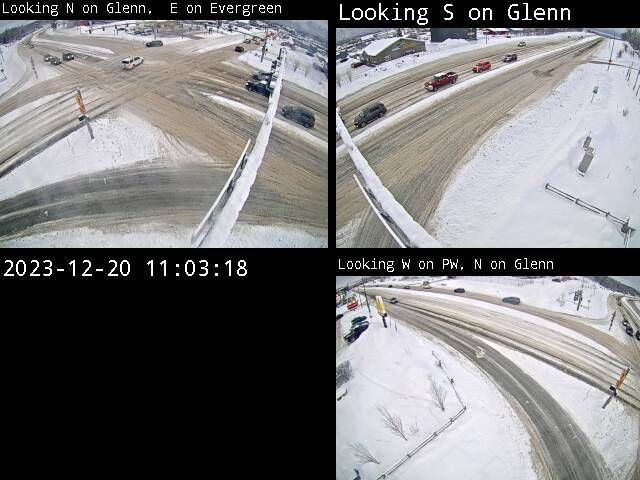 Looking N on Glenn, E on Evergreen
Looking S on Glenn
2023-12-20 11:03:18
Looking W on PW, N on Glenn